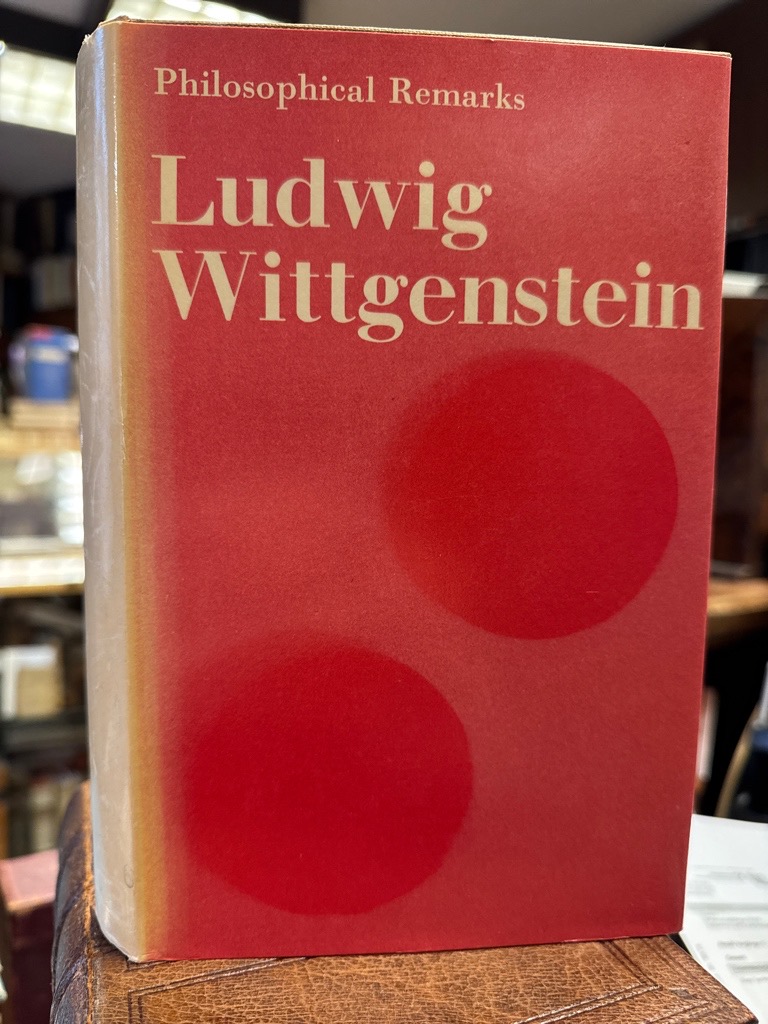 Philosophical Remarks
Ludwig
Wittgenstein